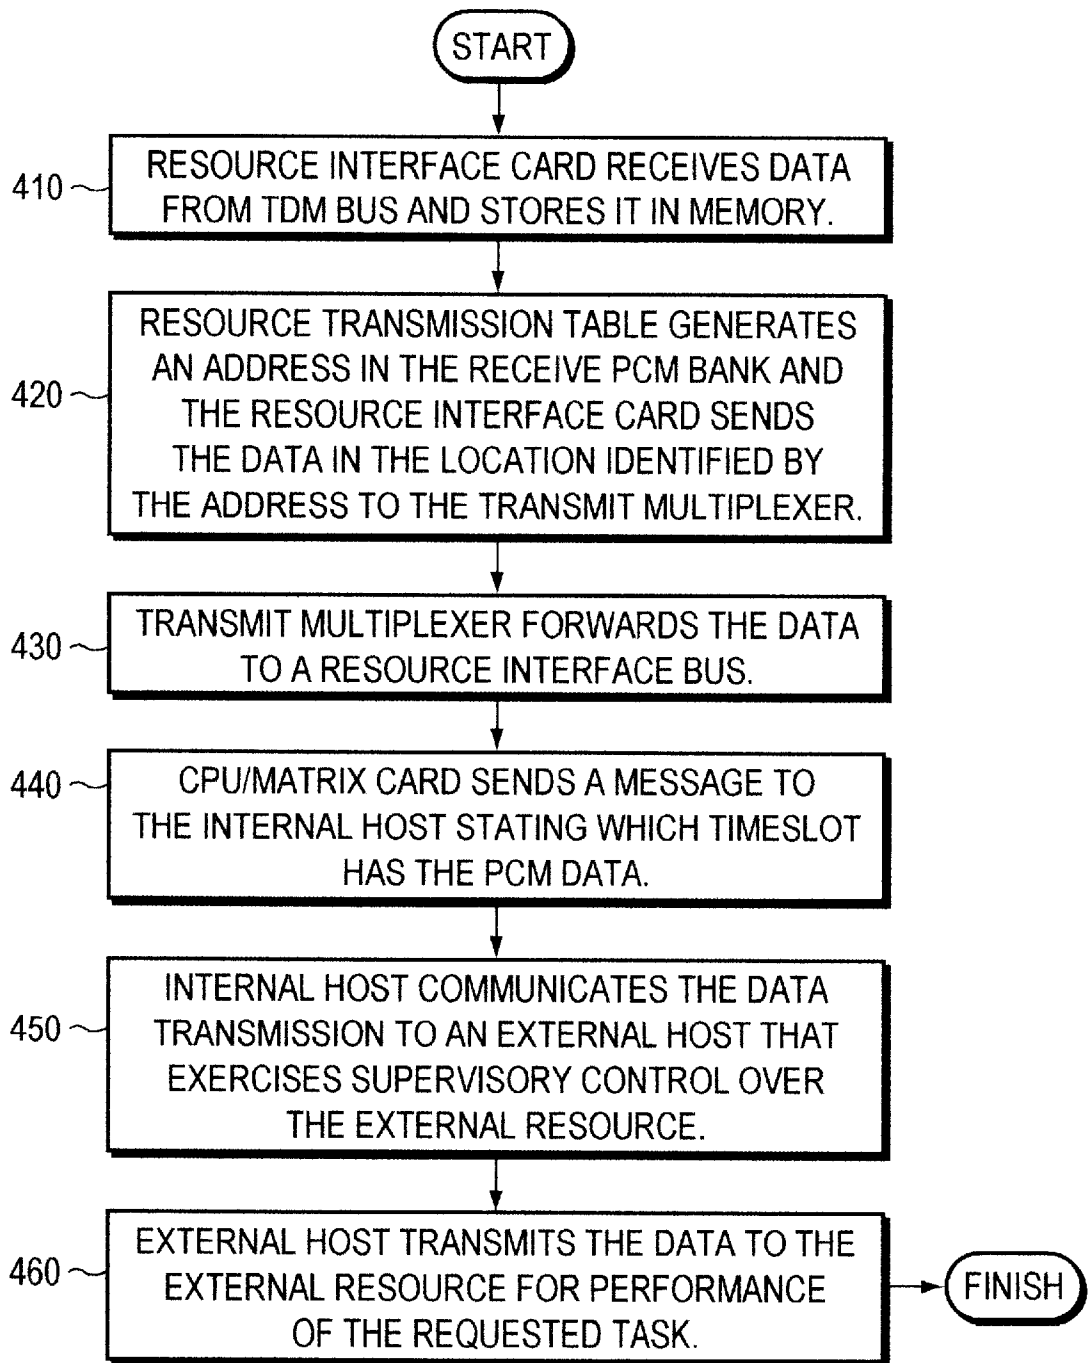 START
410
RESOURCE INTERFACE CARD RECEIVES DATA
FROM TDM BUS AND STORES IT IN MEMORY.
420
RESOURCE TRANSMISSION TABLE GENERATES
AN ADDRESS IN THE RECEIVE PCM BANK AND
THE RESOURCE INTERFACE CARD SENDS
THE DATA IN THE LOCATION IDENTIFIED BY
THE ADDRESS TO THE TRANSMIT MULTIPLEXER.
430
TRANSMIT MULTIPLEXER FORWARDS THE DATA
TO A RESOURCE INTERFACE BUS.
440
CPU/MATRIX CARD SENDS A MESSAGE TO
THE INTERNAL HOST STATING WHICH TIMESLOT
HAS THE PCM DATA.
450
INTERNAL HOST COMMUNICATES THE DATA
TRANSMISSION TO AN EXTERNAL HOST THAT
EXERCISES SUPERVISORY CONTROL OVER
THE EXTERNAL RESOURCE.
460
EXTERNAL HOST TRANSMITS THE DATA TO THE
EXTERNAL RESOURCE FOR PERFORMANCE
OF THE REQUESTED TASK.
FINISH